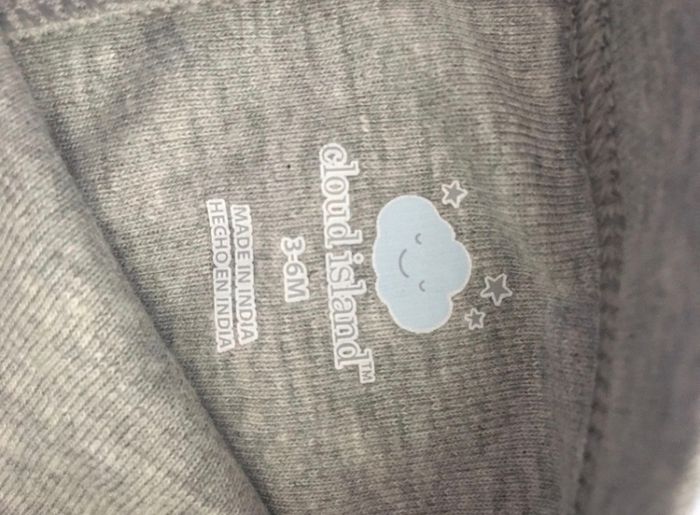 cloud island™
3-6M
MADE IN INDIA
HECHO EN INDIA